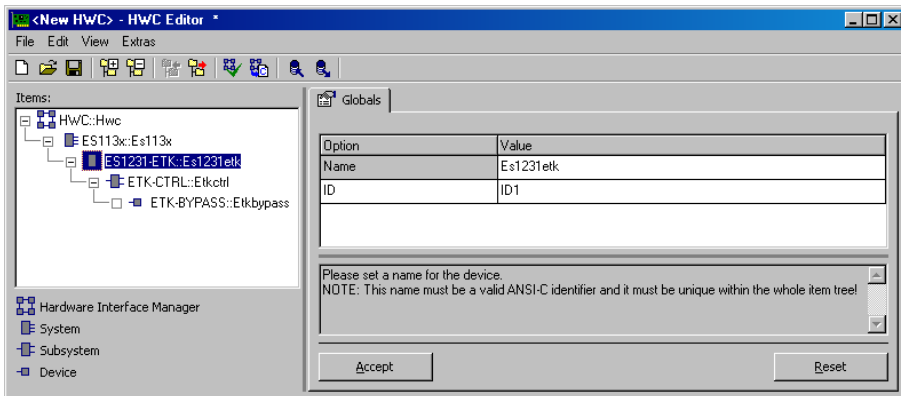 <New HWC> - HWC Editor *
File Edit View Extras
Items:
HWC::Hwc
ES113x::Es113x
ES1231-ETK::Es1231etk
ETK-CTRL::Etkctrl
ETK-BYPASS::Etkbypass
Hardware Interface Manager
System
Subsystem
Device
Globals
Option Value
Name Es1231etk
ID ID1
Please set a name for the device.
NOTE: This name must be a valid ANSI-C identifier and it must be unique within the whole item tree!
Accept Reset